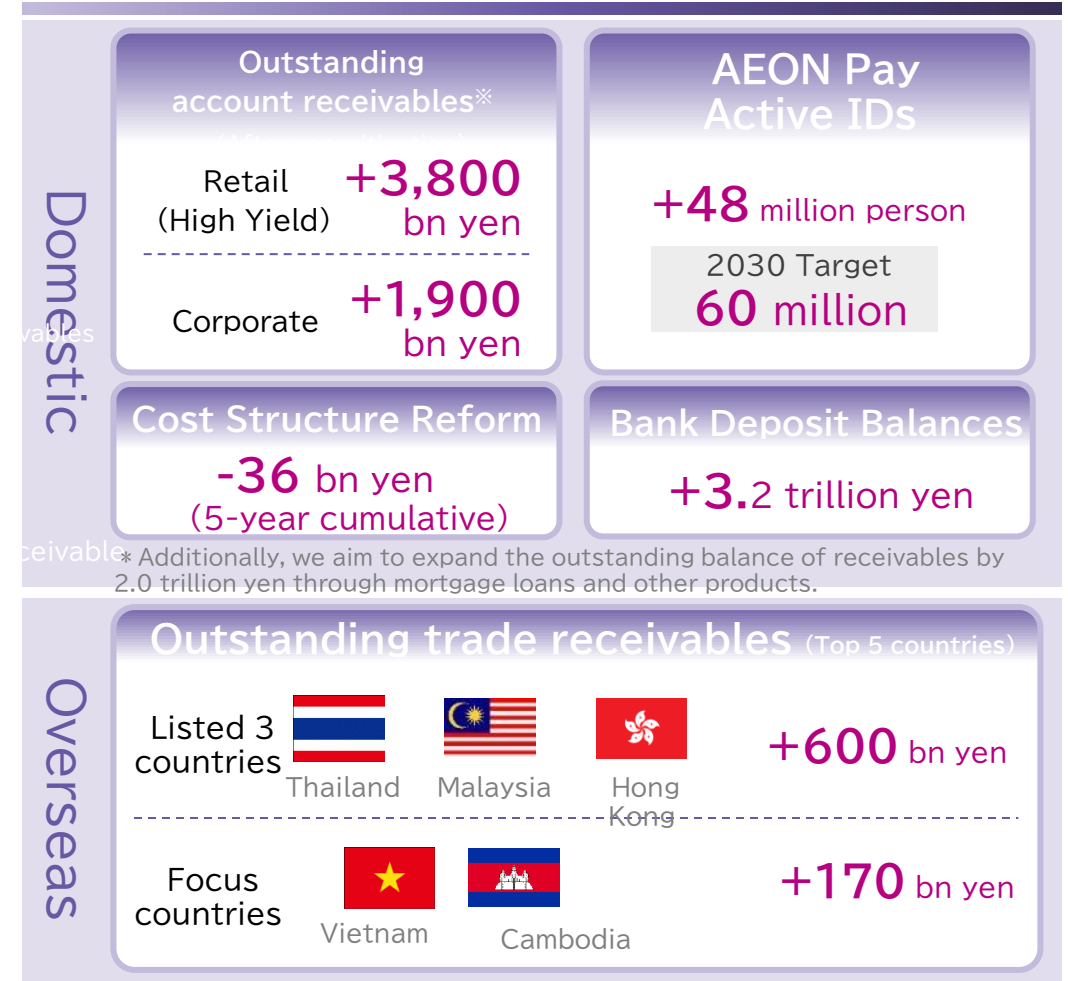 Domestic
Outstanding
account receivables※
Retail
(High Yield)
+3,800
bn yen
Corporate
+1,900
bn yen
AEON Pay
Active IDs
+48 million person
2030 Target
60 million
Cost Structure Reform
-36 bn yen
(5-year cumulative)
Bank Deposit Balances
+3.2 trillion yen
vables
ceivable
* Additionally, we aim to expand the outstanding balance of receivables by
2.0 trillion yen through mortgage loans and other products.
Overseas
Outstanding trade receivables (Top 5 countries)
Listed 3
countries
Thailand
Malaysia
Hong
Kong
+600 bn yen
Focus
countries
Vietnam
Cambodia
+170 bn yen